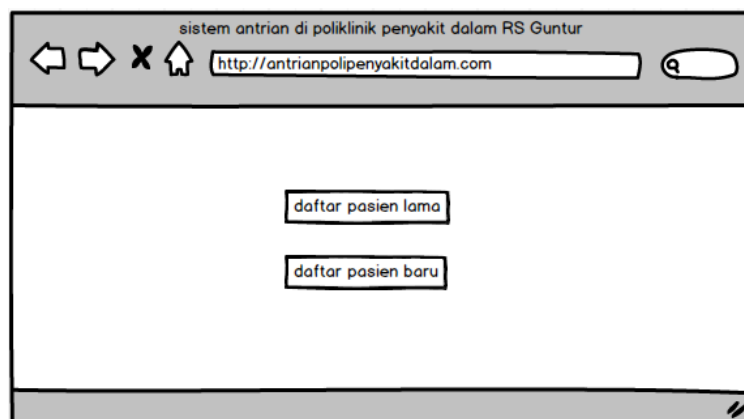 sistem antrian di poliklinik penyakit dalam RS Guntur
http://antrianpolipenyakitdalam.com
daftar pasien lama
daftar pasien baru